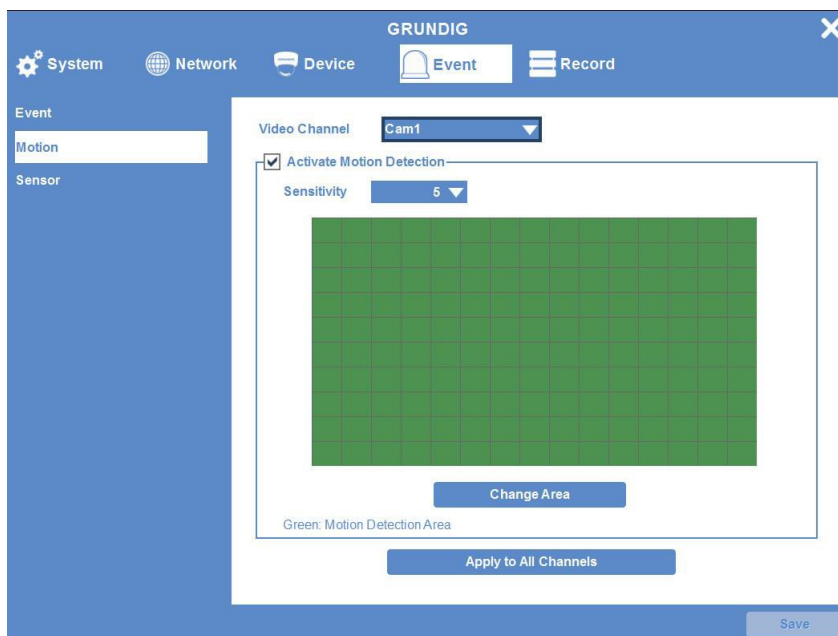 GRUNDIG
System
Network
Device
Event
Record
Event
Motion
Sensor
Video Channel Cam1
Activate Motion Detection
Sensitivity 5
Change Area
Green: Motion Detection Area
Apply to All Channels
Save